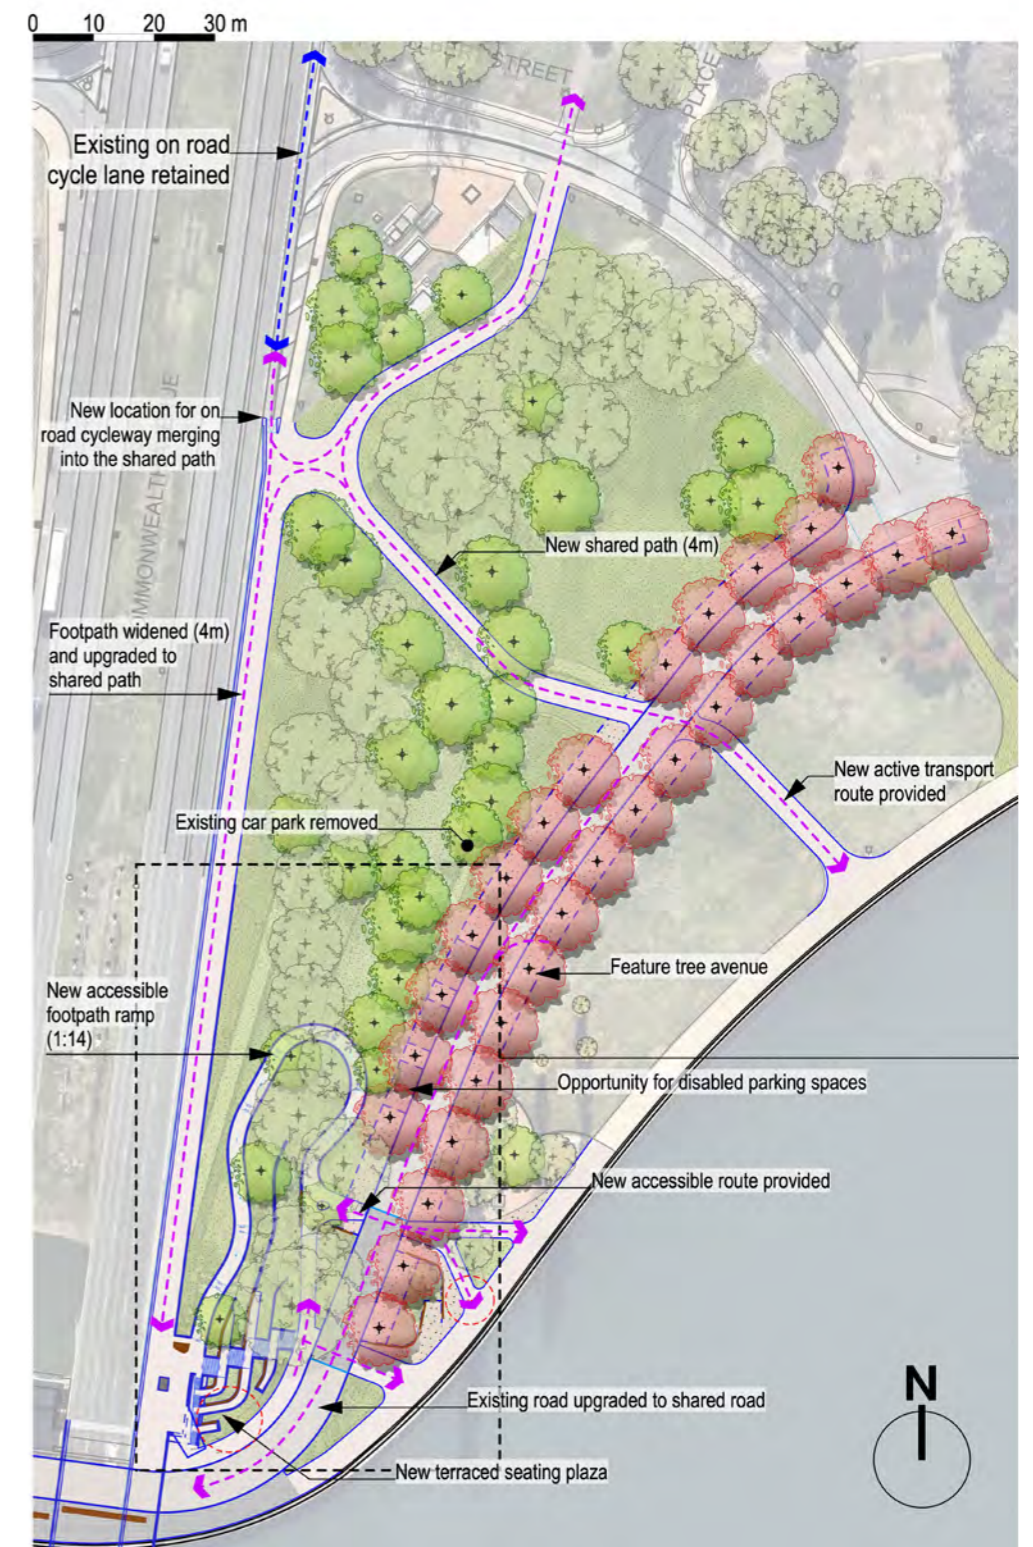 0 10 20 30 m
STREET
PLACE
Existing on road
cycle lane retained
New location for on
road cycleway merging
into the shared path
New shared path (4m)
Footpath widened (4m)
and upgraded to
shared path
New active transport
route provided
Existing car park removed
Feature tree avenue
New accessible
footpath ramp
(1:14)
Opportunity for disabled parking spaces
New accessible route provided
Existing road upgraded to shared road
New terraced seating plaza
N